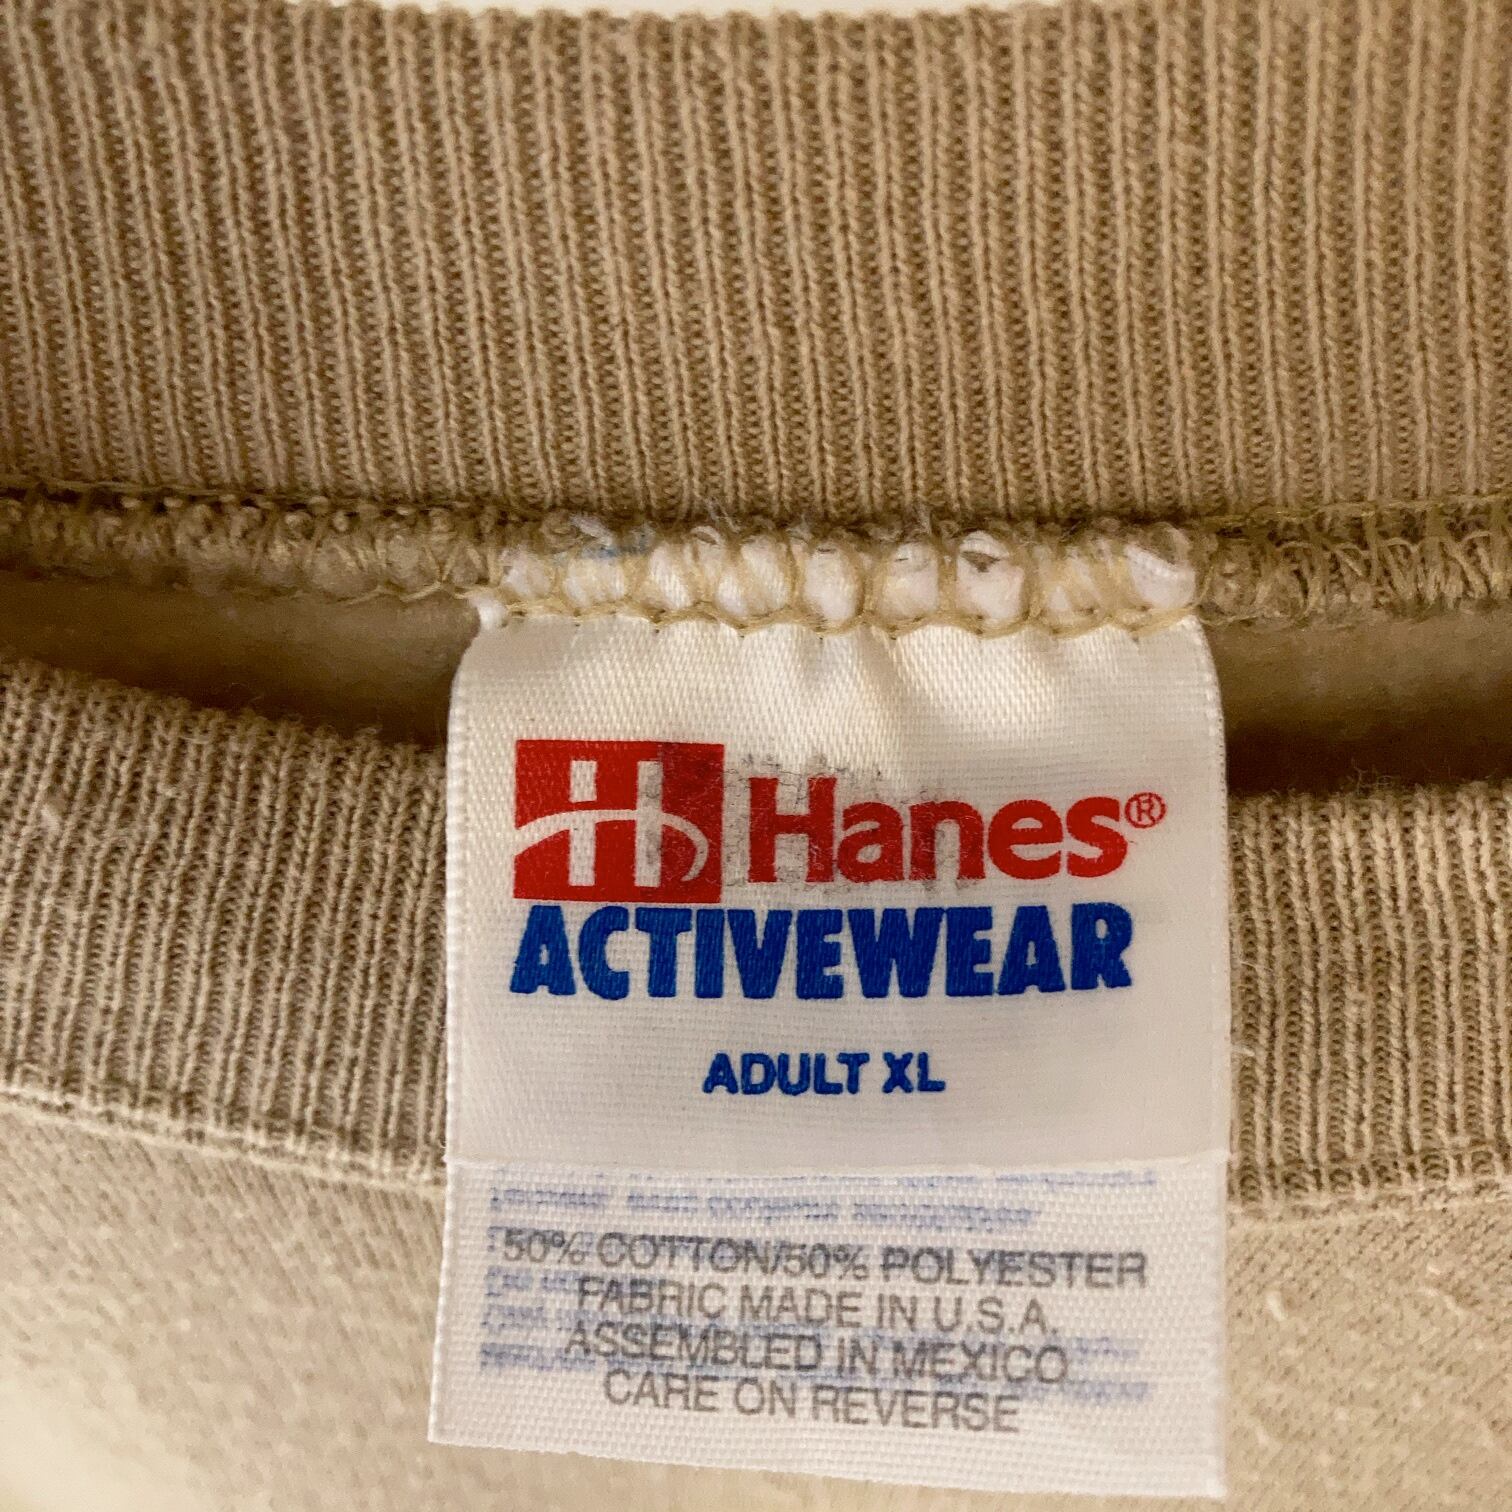 H Hanes®
ACTIVEWEAR
ADULT XL
50% COTTON/50% POLYESTER
FABRIC MADE IN U.S.A.
ASSEMBLED IN MEXICO
CARE ON REVERSE